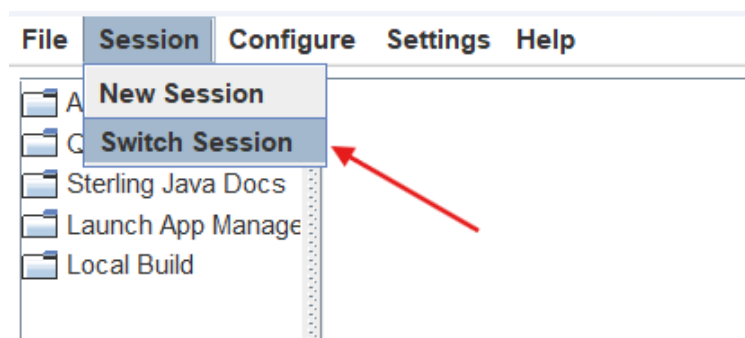 File Session Configure Settings Help
New Session
A
Switch Session
Sterling Java Docs
Launch App Manage
Local Build